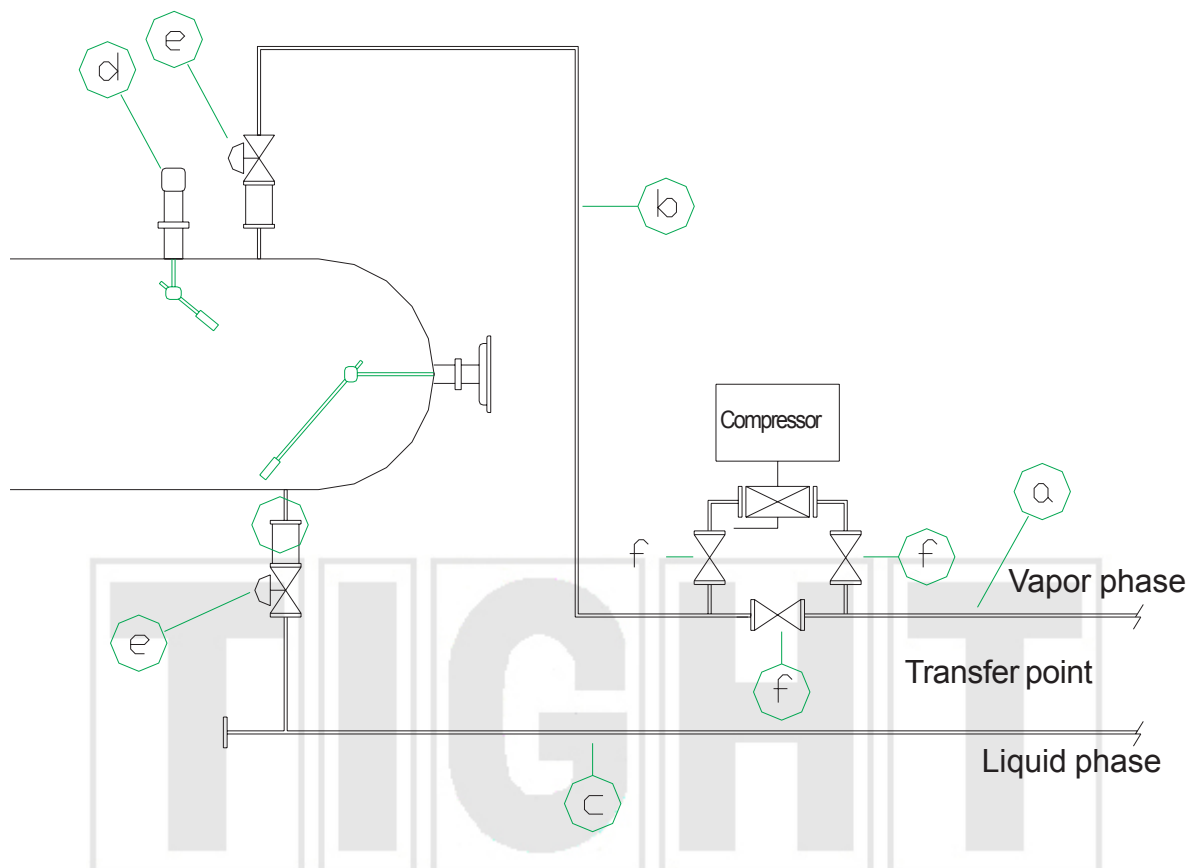 e
d
b
Compressor
a
f
f
Vapor phase
e
f
Transfer point
Liquid phase
c
TIGHT